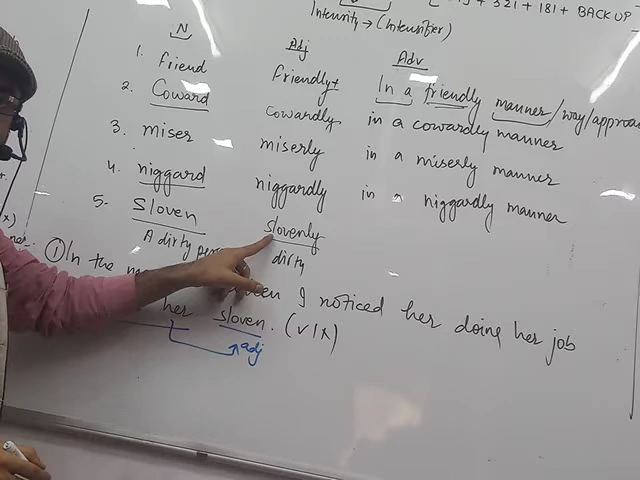 321 + 181 + BACK UP
Intensity → (Intensifier)
N Adj Adv
1. friend friendly + In a friendly manner/way/approach
2. Coward Cowardly in a cowardly manner
3. miser miserly in a miserly manner
4. niggard niggardly in a niggardly manner
5. Sloven slovenly
A dirty dirty
① In the I noticed her doing her job
her sloven. (✓/x)
adj